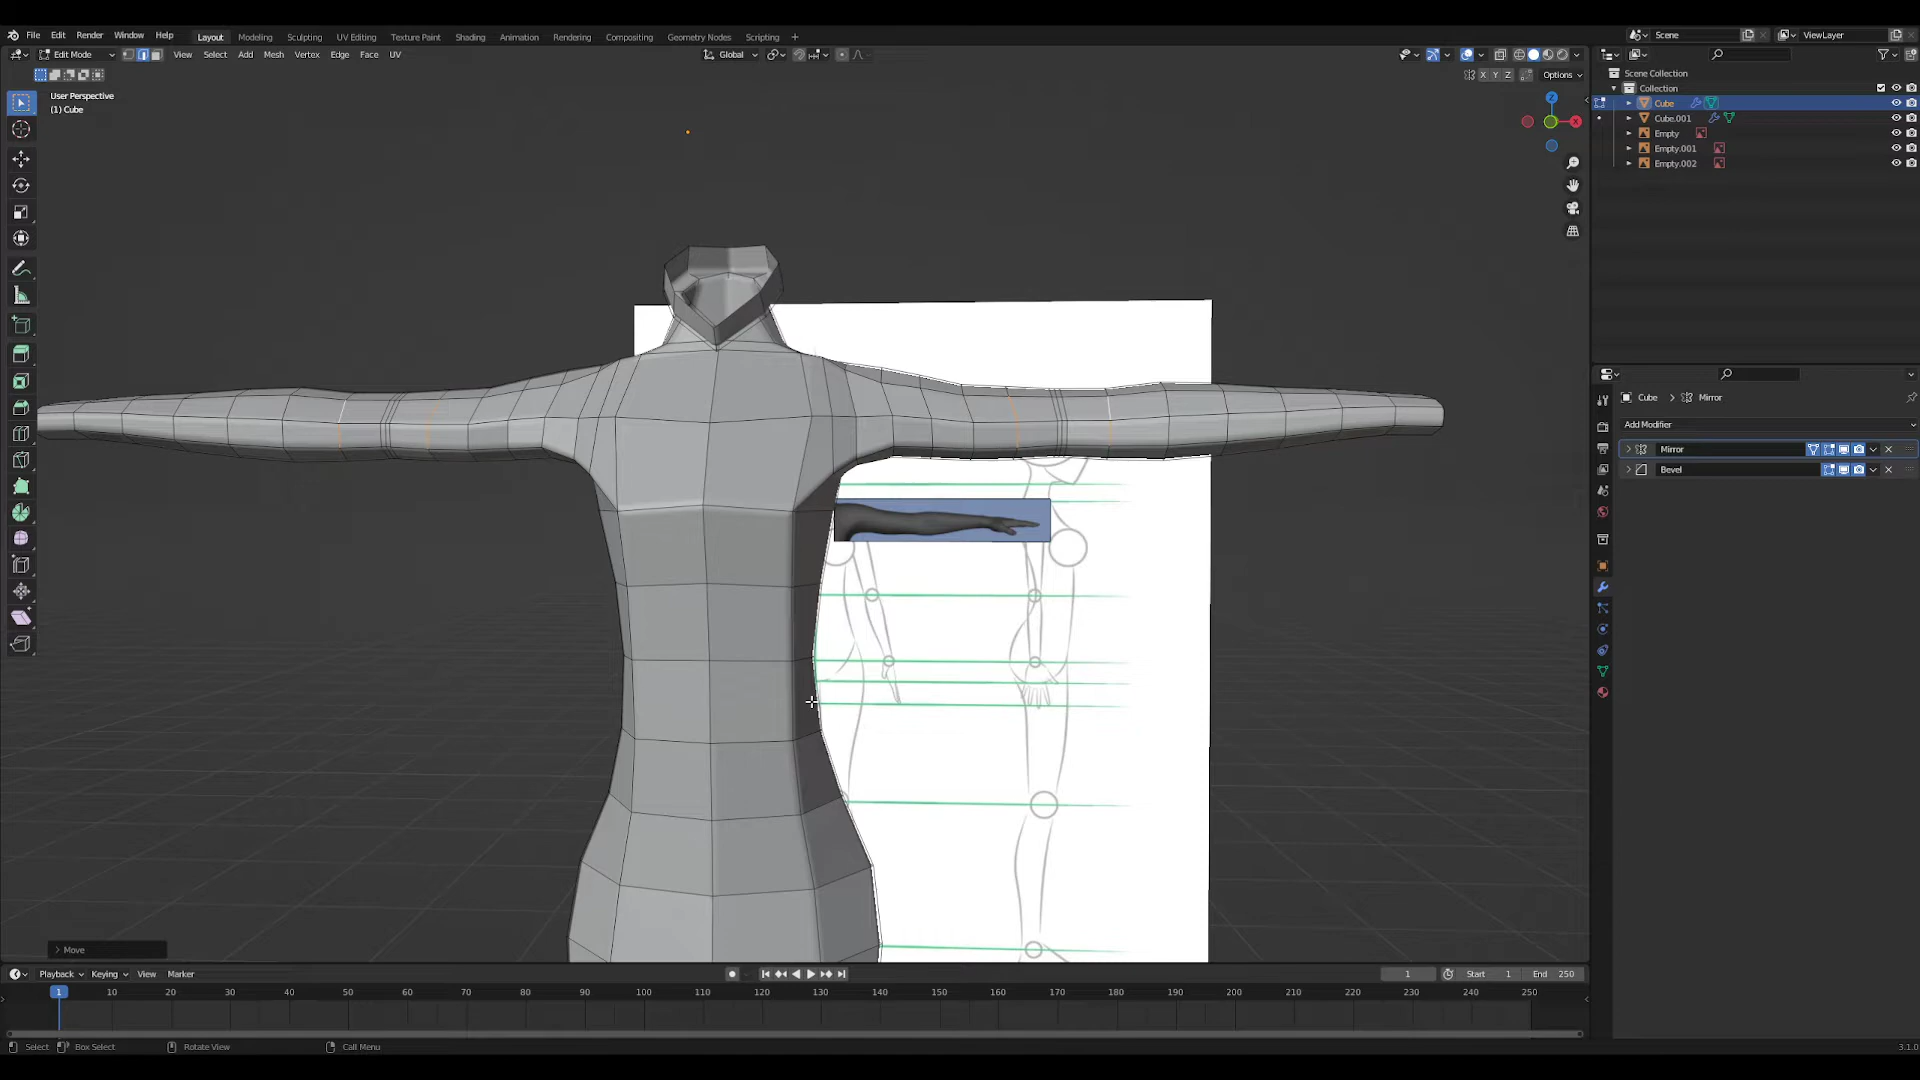 File Edit Render Window Help Layout Modeling Sculpting UV Editing Texture Paint Shading Animation Rendering Compositing Geometry Nodes Scripting + Scene ViewLayer
Edit Mode View Select Add Mesh Vertex Edge Face UV Global
X Y Z Options
User Perspective
(1) Cube
Z
X
Scene Collection
Collection
Cube
Cube.001
Empty
Empty.001
Empty.002
Cube > Mirror
Add Modifier
Mirror
Bevel
Move
Playback Keying View Marker 1 Start 1 End 250
1 10 20 30 40 50 60 70 80 90 100 110 120 130 140 150 160 170 180 190 200 210 220 230 240 250
Select Box Select Rotate View Call Menu 3.1.0